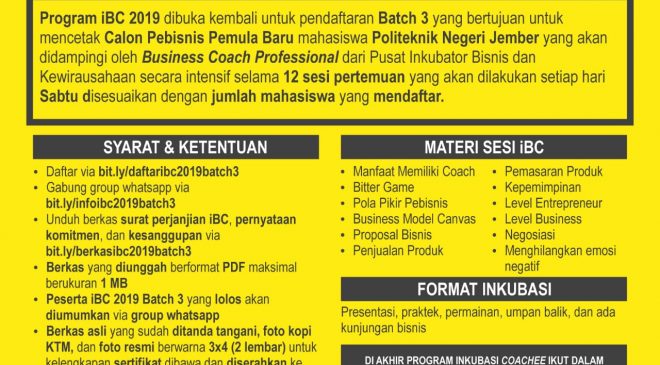 Program iBC 2019 dibuka kembali untuk pendaftaran Batch 3 yang bertujuan untuk
mencetak Calon Pebisnis Pemula Baru mahasiswa Politeknik Negeri Jember yang akan
didampingi oleh Business Coach Professional dari Pusat Inkubator Bisnis dan
Kewirausahaan secara intensif selama 12 sesi pertemuan yang akan dilakukan setiap hari
Sabtu disesuaikan dengan jumlah mahasiswa yang mendaftar.
SYARAT & KETENTUAN
• Daftar via bit.ly/daftaribc2019batch3
• Gabung group whatsapp via
bit.ly/infoibc2019batch3
• Unduh berkas surat perjanjian iBC, pernyataan
komitmen, dan kesanggupan via
bit.ly/berkasibc2019batch3
• Berkas yang diunggah berformat PDF maksimal
berukuran 1 MB
• Peserta iBC 2019 Batch 3 yang lolos akan
diumumkan via group whatsapp
• Berkas asli yang sudah ditanda tangani, foto kopi
KTM, dan foto resmi berwarna 3x4 (2 lembar) untuk
kelengkapan sertifikat dibawa dan diserahkan ke
MATERI SESI iBC
• Manfaat Memiliki Coach
• Bitter Game
• Pola Pikir Pebisnis
• Business Model Canvas
• Proposal Bisnis
• Penjualan Produk
• Pemasaran Produk
• Kepemimpinan
• Level Entrepreneur
• Level Business
• Negosiasi
• Menghilangkan emosi
negatif
FORMAT INKUBASI
Presentasi, praktek, permainan, umpan balik, dan ada
kunjungan bisnis
DI AKHIR PROGRAM INKUBASI COACHEE IKUT DALAM